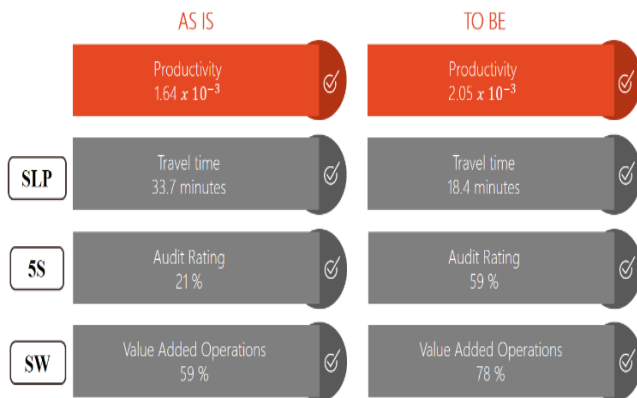 AS IS
TO BE
Productivity
1.64 x 10⁻³
Productivity
2.05 x 10⁻³
SLP
Travel time
33.7 minutes
Travel time
18.4 minutes
5S
Audit Rating
21 %
Audit Rating
59 %
SW
Value Added Operations
59 %
Value Added Operations
78 %